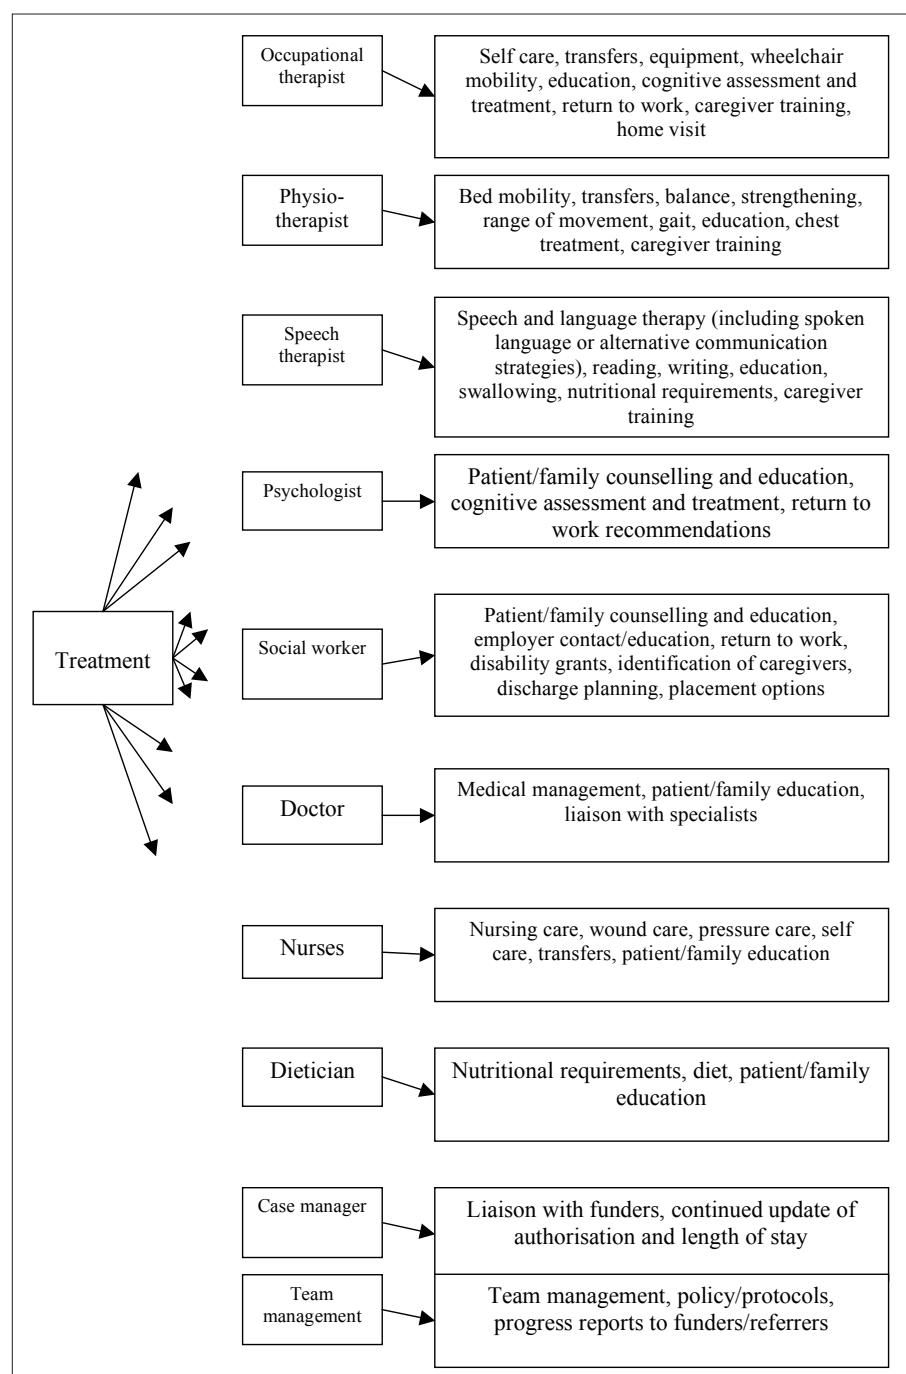 Occupational
therapist
Self care, transfers, equipment, wheelchair
mobility, education, cognitive assessment and
treatment, return to work, caregiver training,
home visit
Physio-
therapist
Bed mobility, transfers, balance, strengthening,
range of movement, gait, education, chest
treatment, caregiver training
Speech
therapist
Speech and language therapy (including spoken
language or alternative communication
strategies), reading, writing, education,
swallowing, nutritional requirements, caregiver
training
Psychologist
Patient/family counselling and education,
cognitive assessment and treatment, return to
work recommendations
Treatment
Social worker
Patient/family counselling and education,
employer contact/education, return to work,
disability grants, identification of caregivers,
discharge planning, placement options
Doctor
Medical management, patient/family education,
liaison with specialists
Nurses
Nursing care, wound care, pressure care, self
care, transfers, patient/family education
Dietician
Nutritional requirements, diet, patient/family
education
Case manager
Liaison with funders, continued update of
authorisation and length of stay
Team
management
Team management, policy/protocols,
progress reports to funders/referrers